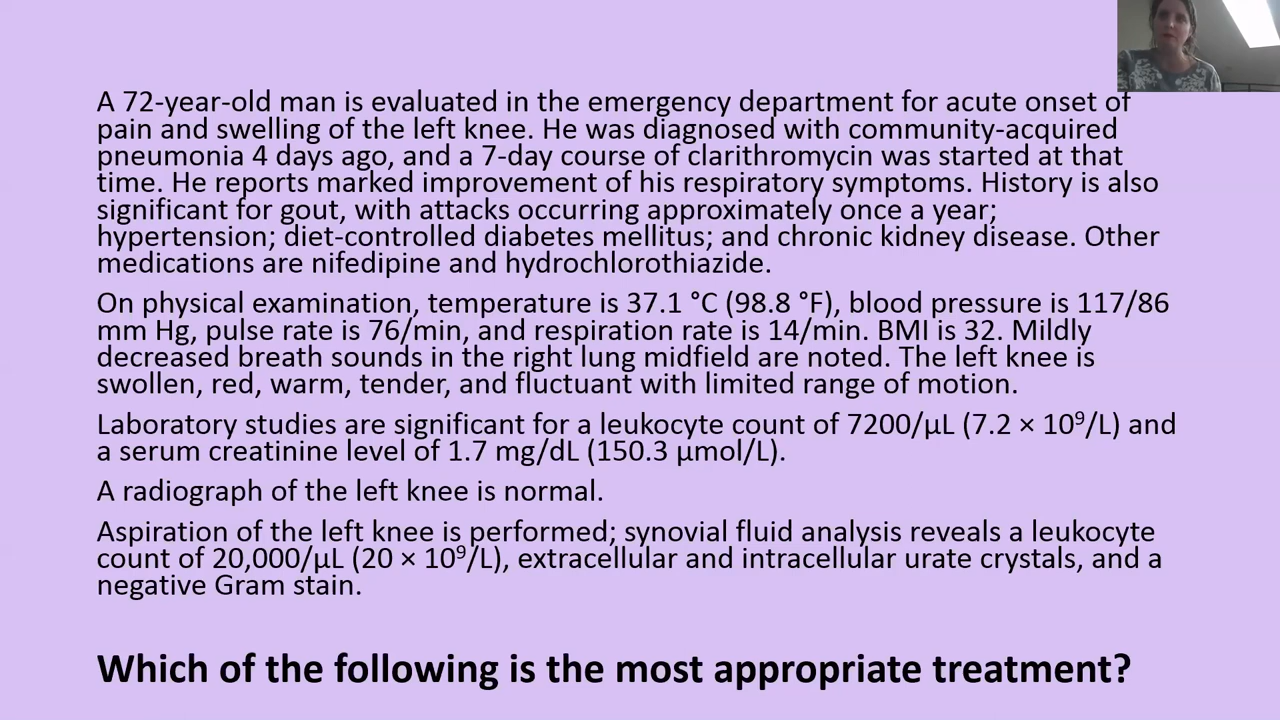 A 72-year-old man is evaluated in the emergency department for acute onset of
pain and swelling of the left knee. He was diagnosed with community-acquired
pneumonia 4 days ago, and a 7-day course of clarithromycin was started at that
time. He reports marked improvement of his respiratory symptoms. History is also
significant for gout, with attacks occurring approximately once a year;
hypertension; diet-controlled diabetes mellitus; and chronic kidney disease. Other
medications are nifedipine and hydrochlorothiazide.
On physical examination, temperature is 37.1 °C (98.8 °F), blood pressure is 117/86
mm Hg, pulse rate is 76/min, and respiration rate is 14/min. BMI is 32. Mildly
decreased breath sounds in the right lung midfield are noted. The left knee is
swollen, red, warm, tender, and fluctuant with limited range of motion.
Laboratory studies are significant for a leukocyte count of 7200/µL (7.2 × 10⁹/L) and
a serum creatinine level of 1.7 mg/dL (150.3 µmol/L).
A radiograph of the left knee is normal.
Aspiration of the left knee is performed; synovial fluid analysis reveals a leukocyte
count of 20,000/µL (20 × 10⁹/L), extracellular and intracellular urate crystals, and a
negative Gram stain.
Which of the following is the most appropriate treatment?